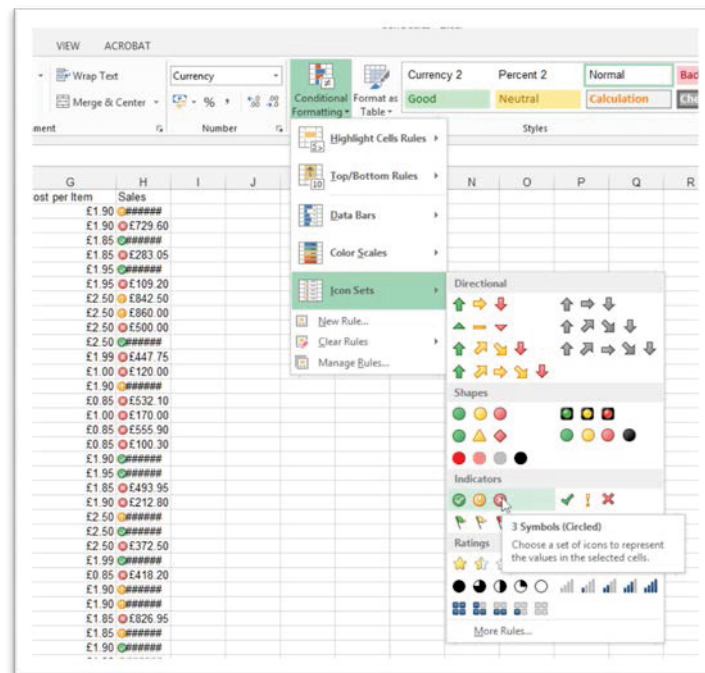 VIEW ACROBAT
Wrap Text Currency Currency 2 Percent 2 Normal Bad
Merge & Center % Conditional Formatting Format as Table Good Neutral Calculation Che
ment Number Styles
G H I J N O P Q R
ost per Item Sales
£1.90 ######
£1.90 £729.60
£1.85 ######
£1.85 £283.05
£1.95 ######
£1.95 £109.20
£2.50 £842.50
£2.50 £860.00
£2.50 £500.00
£2.50 ######
£1.99 £447.75
£1.00 £120.00
£1.90 ######
£0.85 £532.10
£1.00 £170.00
£0.85 £555.90
£0.85 £100.30
£1.90 ######
£1.95 ######
£1.85 £493.95
£1.90 £212.80
£2.50 ######
£2.50 ######
£2.50 £372.50
£1.99 ######
£0.85 £418.20
£1.90 ######
£1.90 ######
£1.85 £826.95
£1.85 ######
£1.90 ######
Highlight Cells Rules
Top/Bottom Rules
Data Bars
Color Scales
Icon Sets
New Rule...
Clear Rules
Manage Rules...
Directional
Shapes
Indicators
3 Symbols (Circled)
Choose a set of icons to represent
the values in the selected cells.
Ratings
More Rules...